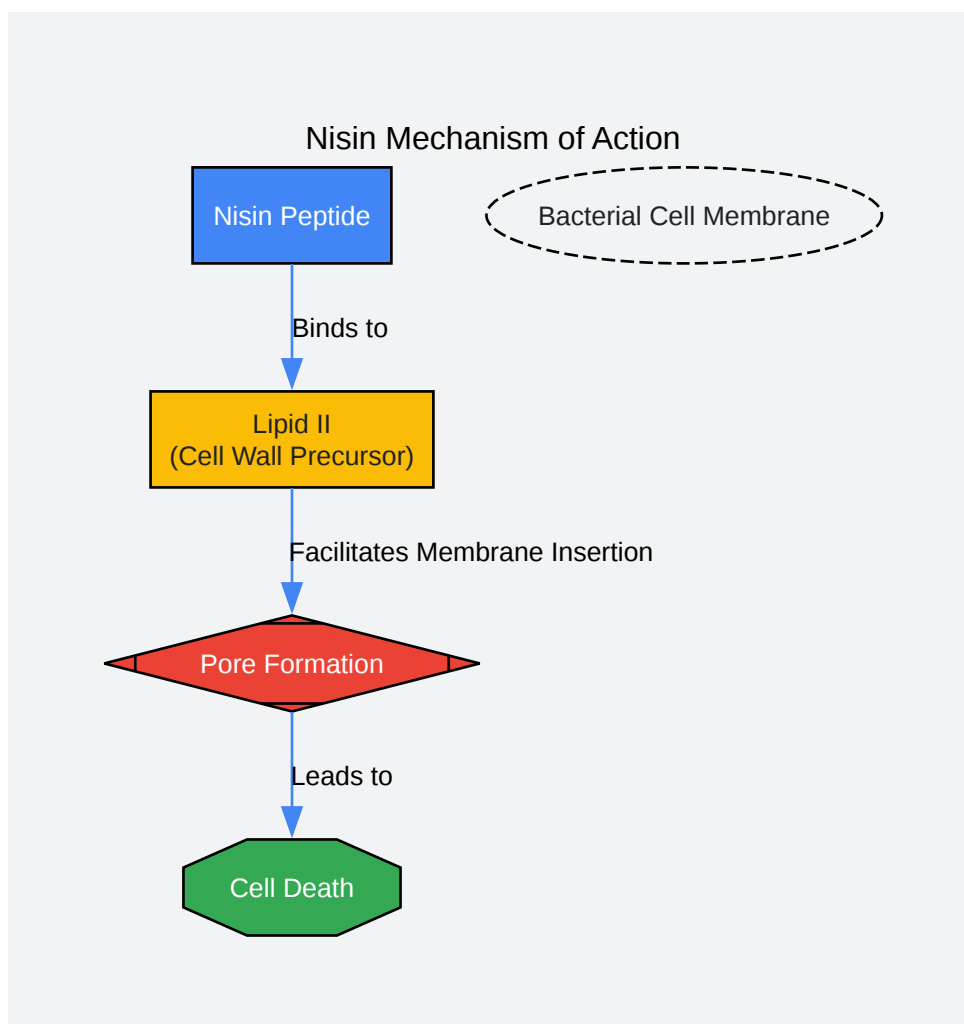 Nisin Mechanism of Action
Nisin Peptide
Bacterial Cell Membrane
Binds to
Lipid II
(Cell Wall Precursor)
Facilitates Membrane Insertion
Pore Formation
Leads to
Cell Death